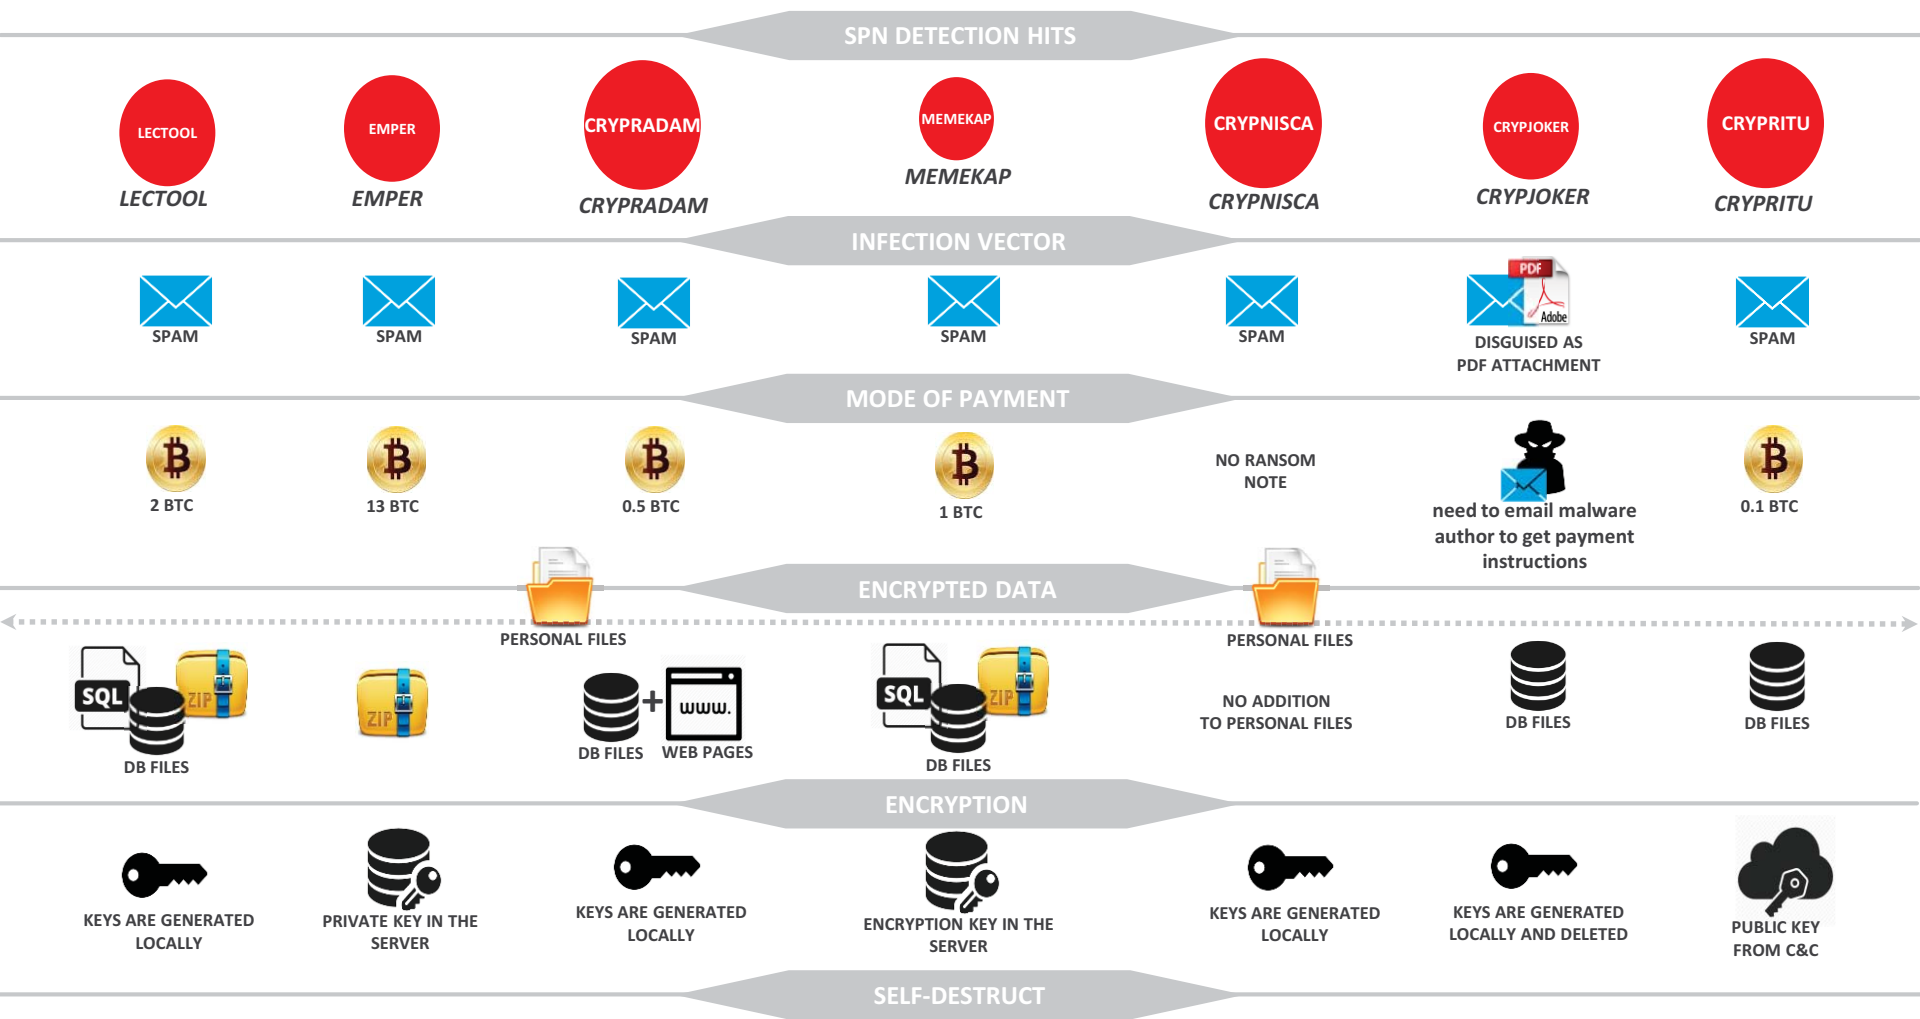 SPN DETECTION HITS
LECTOOL
EMPER
CRYPRADAM
MEMEKAP
CRYPNISCA
CRYPJOKER
CRYPRITU
LECTOOL
EMPER
CRYPRADAM
MEMEKAP
CRYPNISCA
CRYPJOKER
CRYPRITU
INFECTION VECTOR
SPAM
SPAM
SPAM
SPAM
SPAM
PDF
Adobe
DISGUISED AS
PDF ATTACHMENT
SPAM
MODE OF PAYMENT
2 BTC
13 BTC
0.5 BTC
1 BTC
NO RANSOM
NOTE
need to email malware
author to get payment
instructions
0.1 BTC
ENCRYPTED DATA
PERSONAL FILES
PERSONAL FILES
SQL
ZIP
DB FILES
ZIP
+
www.
DB FILES
WEB PAGES
SQL
ZIP
DB FILES
NO ADDITION
TO PERSONAL FILES
DB FILES
DB FILES
ENCRYPTION
KEYS ARE GENERATED
LOCALLY
PRIVATE KEY IN THE
SERVER
KEYS ARE GENERATED
LOCALLY
ENCRYPTION KEY IN THE
SERVER
KEYS ARE GENERATED
LOCALLY
KEYS ARE GENERATED
LOCALLY AND DELETED
PUBLIC KEY
FROM C&C
SELF-DESTRUCT